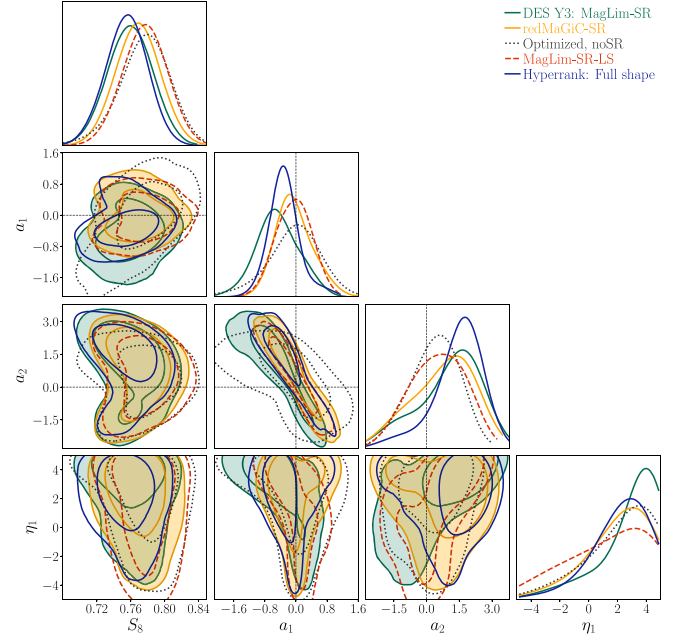 DES Y3: MagLim-SR
redMaGiC-SR
Optimized, noSR
MagLim-SR-LS
Hyperrank: Full shape
1.6
0.8
0.0
−0.8
−1.6
a₁
3.0
1.5
0.0
−1.5
a₂
4
2
0
−2
−4
η₁
0.72 0.76 0.80 0.84
S₈
−1.6 −0.8 0.0 0.8 1.6
a₁
−1.5 0.0 1.5 3.0
a₂
−4 −2 0 2 4
η₁